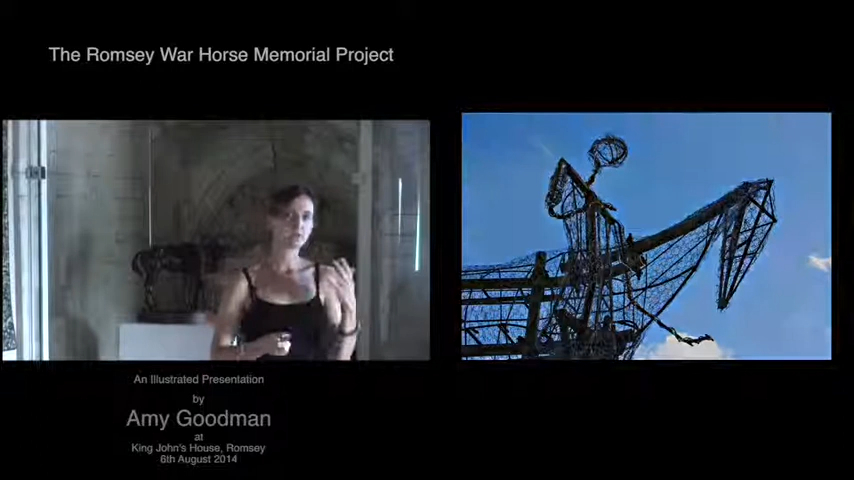 The Romsey War Horse Memorial Project
An Illustrated Presentation
by
Amy Goodman
at
King John's House, Romsey
6th August 2014